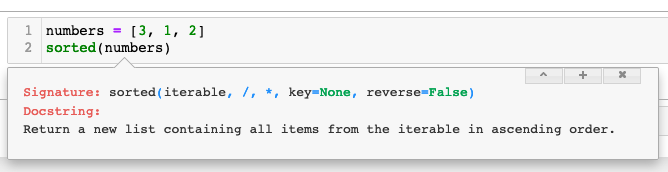 1 numbers = [3, 1, 2]
2 sorted(numbers)
Signature: sorted(iterable, /, *, key=None, reverse=False)
Docstring:
Return a new list containing all items from the iterable in ascending order.